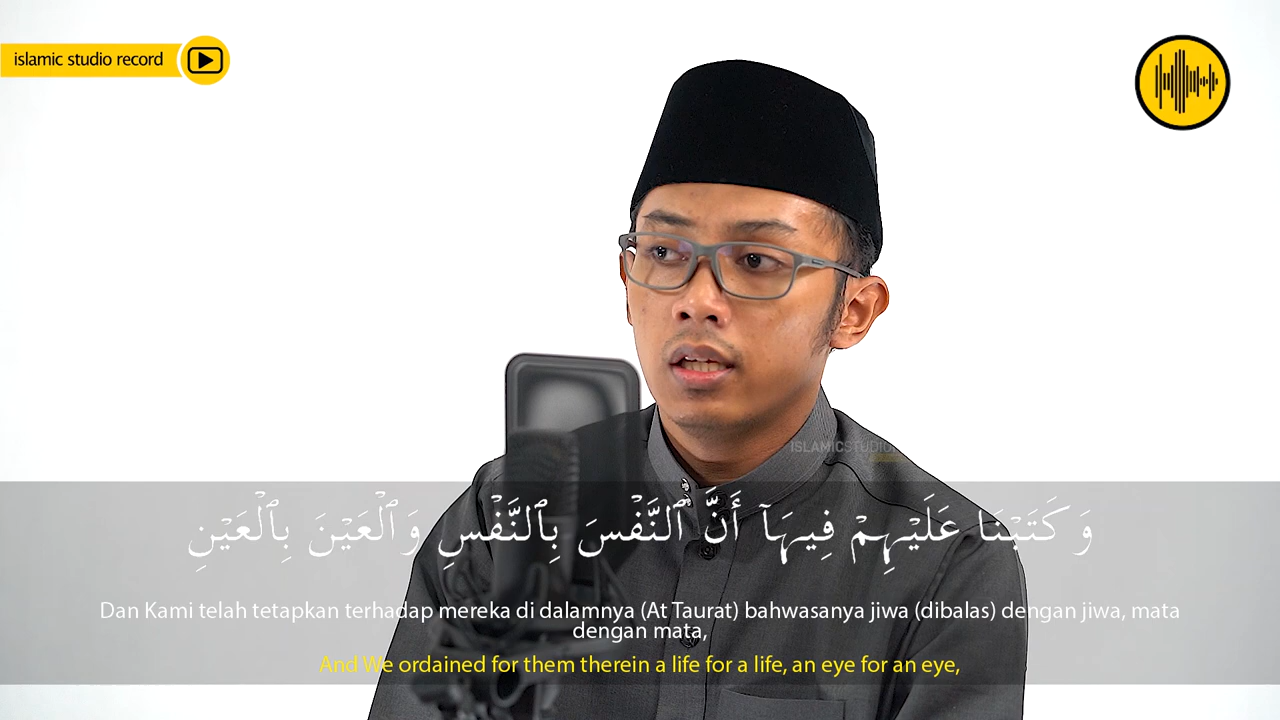 islamic studio record
ISLAMICSTUDIO
وَكَتَبْنَا عَلَيْهِمْ فِيهَآ أَنَّ ٱلنَّفْسَ بِٱلنَّفْسِ وَٱلْعَيْنَ بِٱلْعَيْنِ
Dan Kami telah tetapkan terhadap mereka di dalamnya (At Taurat) bahwasanya jiwa (dibalas) dengan jiwa, mata
dengan mata,
And We ordained for them therein a life for a life, an eye for an eye,